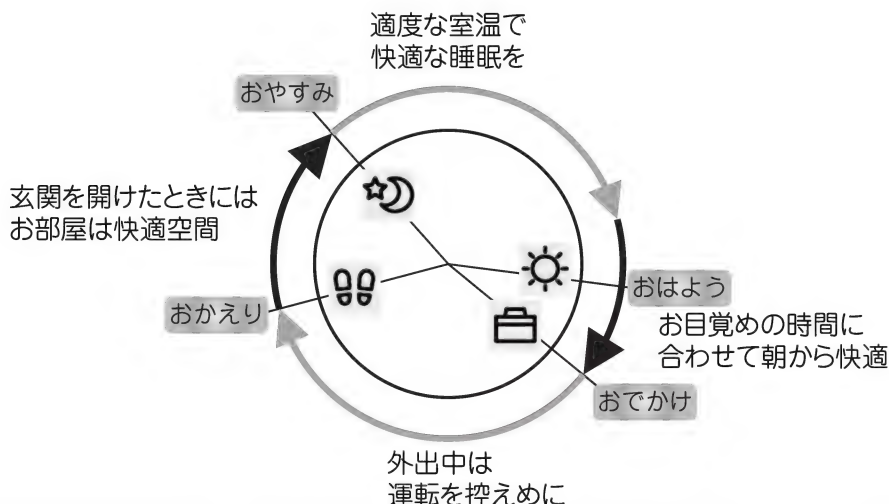 適度な室温で
快適な睡眠を
おやすみ
玄関を開けたときには
お部屋は快適空間
おかえり
おはよう
お目覚めの時間に
合わせて朝から快適
おでかけ
外出中は
運転を控えめに